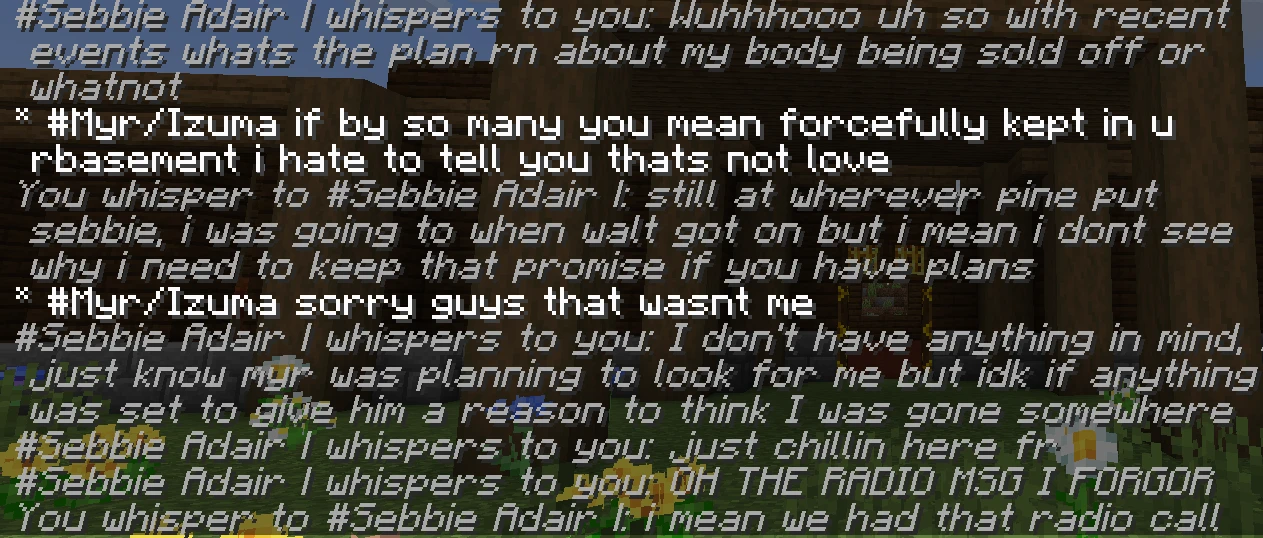 #Sebbie Adair I whispers to you: Wuhhhooo uh so with recent
events whats the plan rn about my body being sold off or
whatnot
* #Myr/Izuma if by so many you mean forcefully kept in u
rbasement i hate to tell you thats not love
You whisper to #Sebbie Adair I: still at wherever pine put
sebbie, i was going to when walt got on but i mean i dont see
why i need to keep that promise if you have plans
* #Myr/Izuma sorry guys that wasnt me
#Sebbie Adair I whispers to you: I don't have anything in mind,
just know myr was planning to look for me but idk if anything
was set to give him a reason to think I was gone somewhere
#Sebbie Adair I whispers to you: just chillin here fr
#Sebbie Adair I whispers to you: OH THE RADIO MSG I FORGOR
You whisper to #Sebbie Adair I: i mean we had that radio call